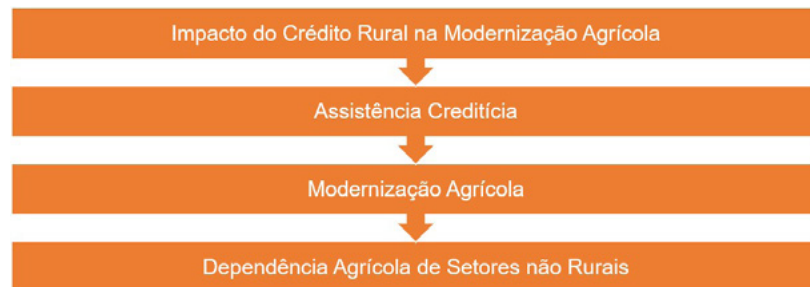 Impacto do Crédito Rural na Modernização Agrícola
Assistência Creditícia
Modernização Agrícola
Dependência Agrícola de Setores não Rurais